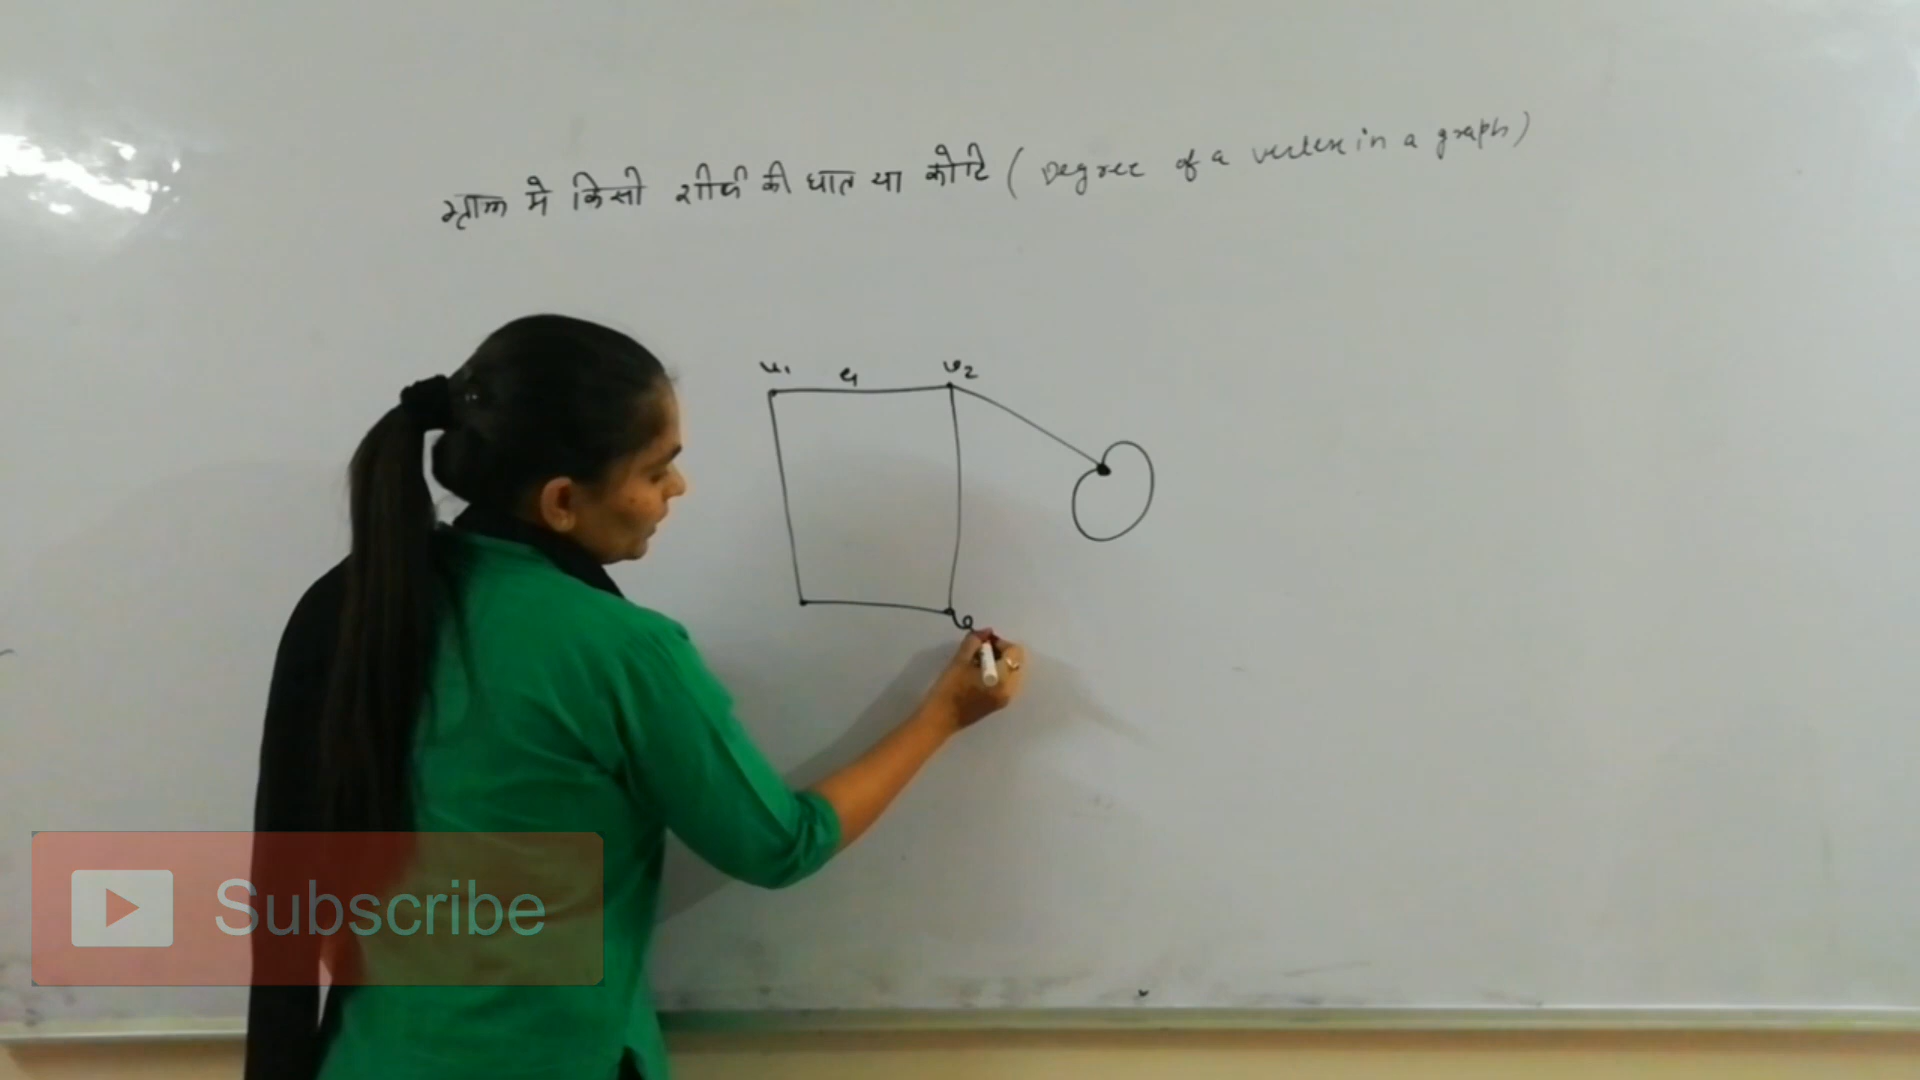 ग्राफ मे किसी शीर्ष की घात या कोटि ( Degree of a vertex in a graph )
v₁ e₁ v₂
v
Subscribe